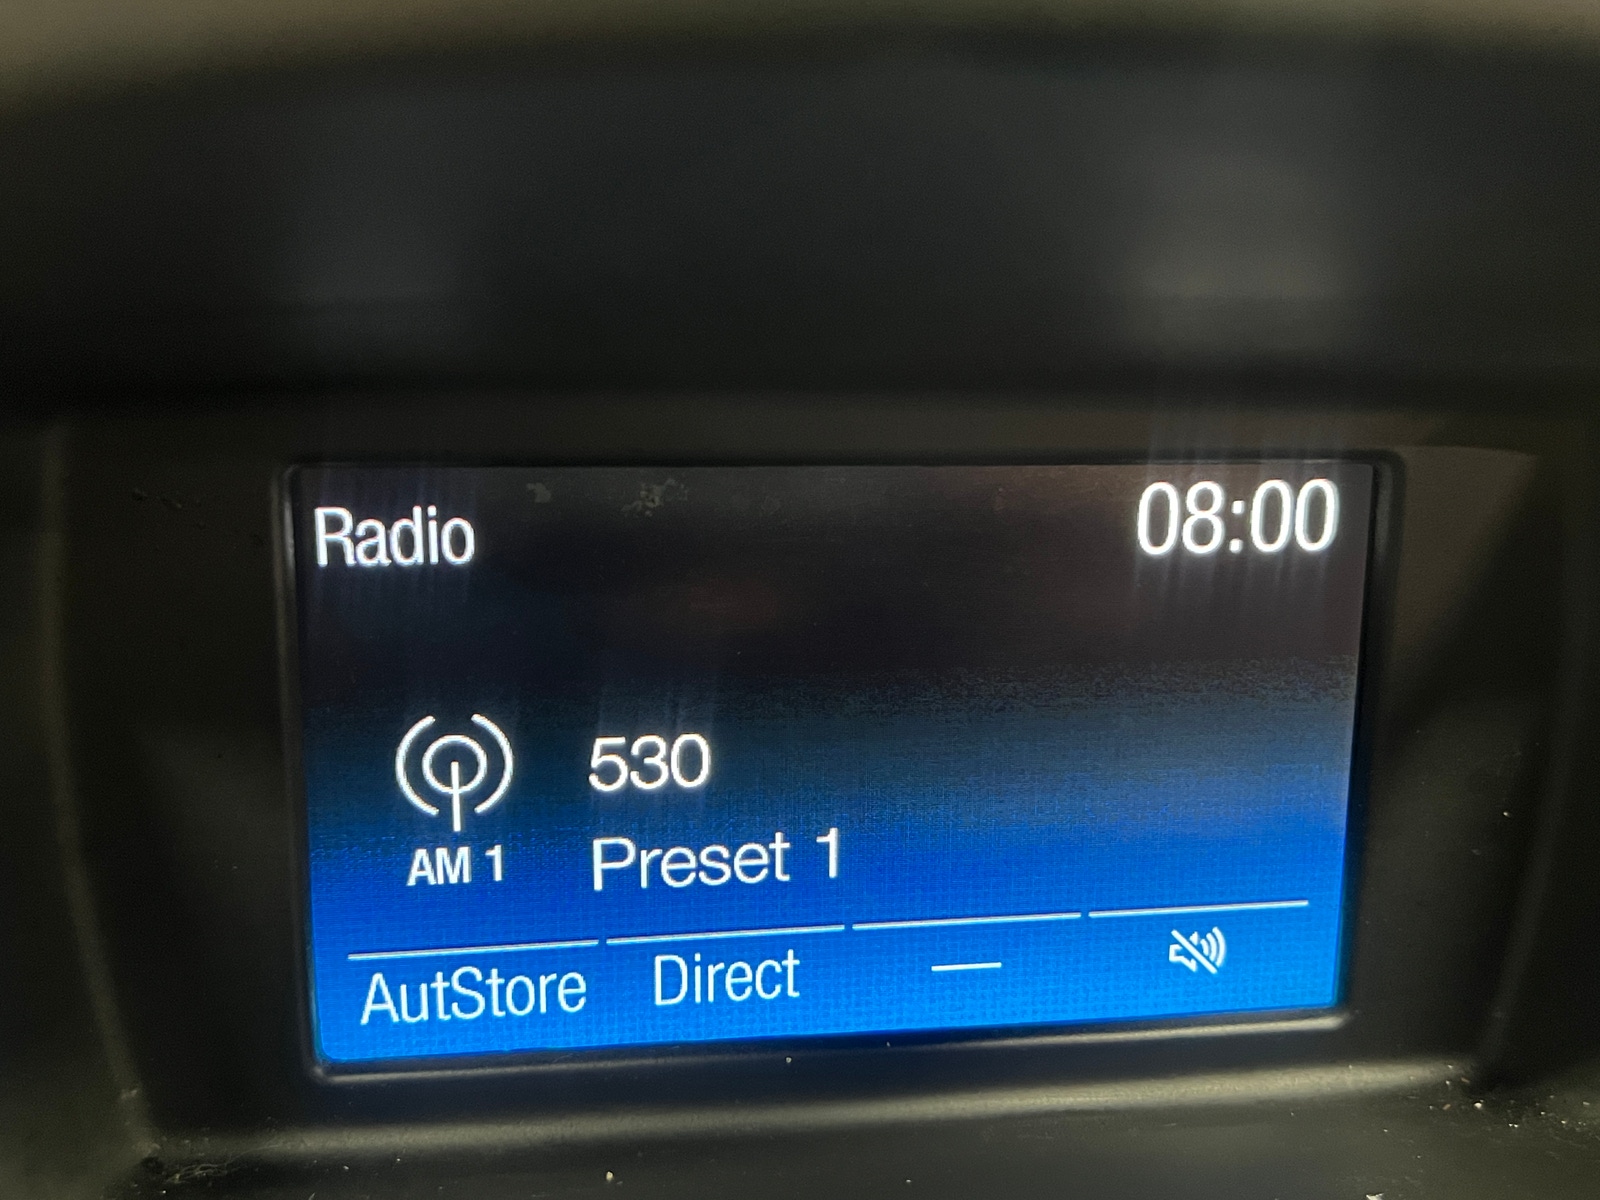 Radio 08:00
530
AM 1 Preset 1
AutStore Direct —